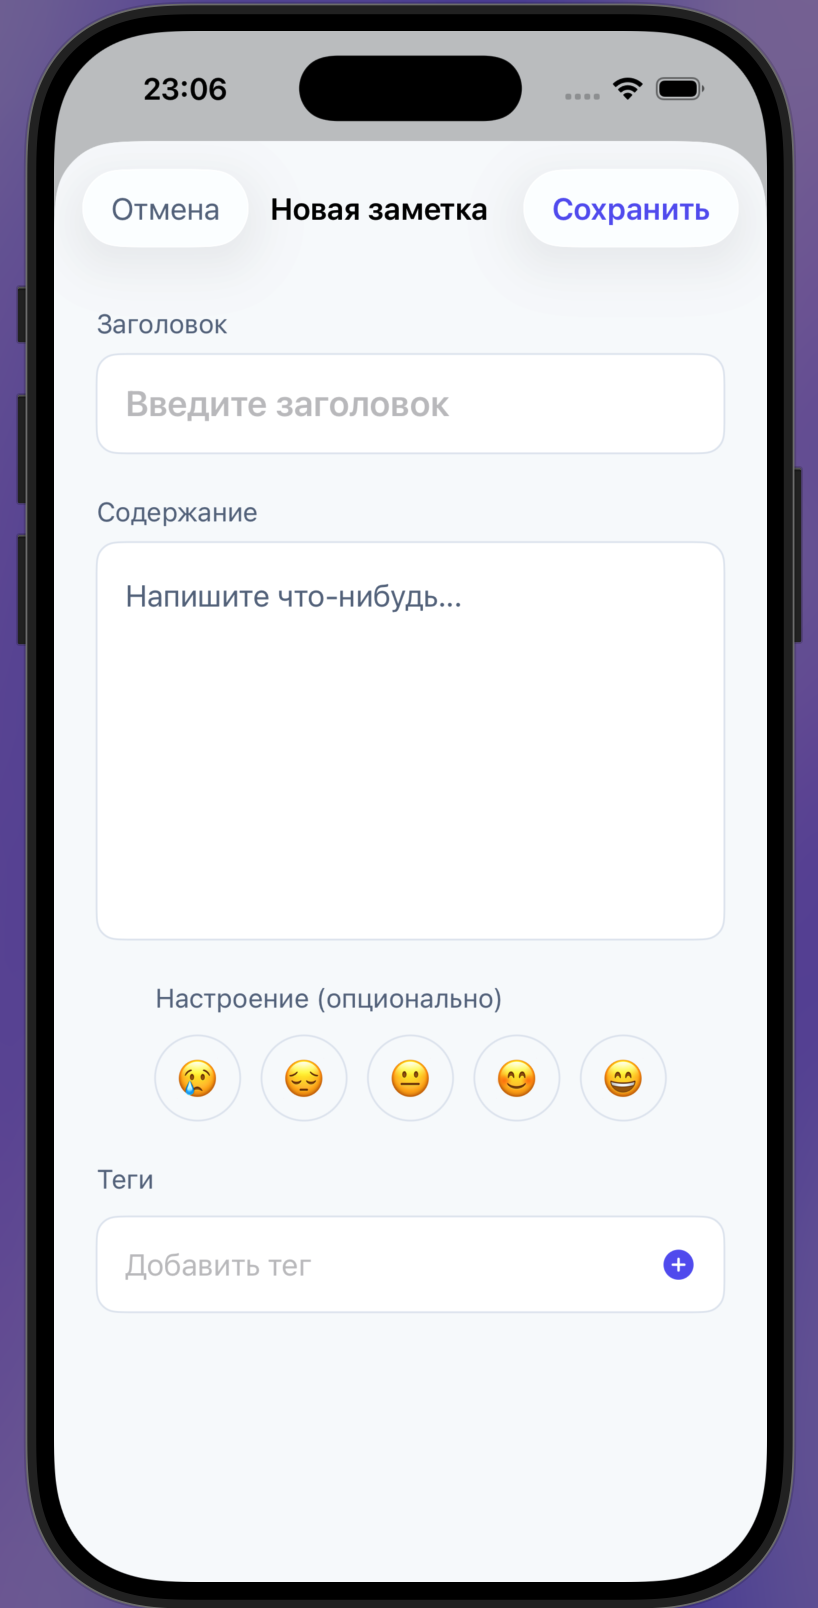 23:06
Отмена Новая заметка Сохранить
Заголовок
Введите заголовок
Содержание
Напишите что-нибудь...
Настроение (опционально)
Теги
Добавить тег